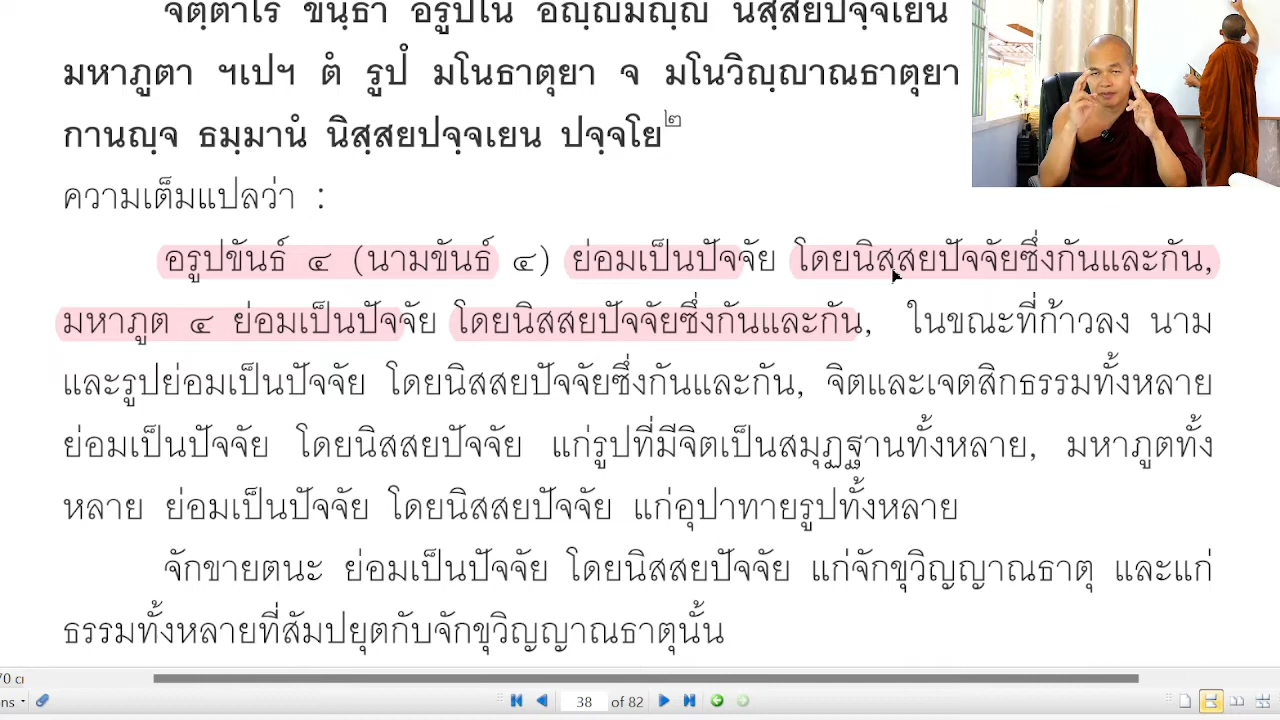 จตฺตาโร ขนฺธา อรูปิโน อญฺญมญฺญํ นิสฺสยปจฺจเยน
มหาภูตา ฯเปฯ ตํ รูปํ มโนธาตุยา จ มโนวิญฺญาณธาตุยา
กานญฺจ ธมฺมานํ นิสฺสยปจฺจเยน ปจฺจโย๒
ความเต็มแปลว่า :
อรูปขันธ์ ๔ (นามขันธ์ ๔) ย่อมเป็นปัจจัย โดยนิสสยปัจจัยซึ่งกันและกัน,
มหาภูต ๔ ย่อมเป็นปัจจัย โดยนิสสยปัจจัยซึ่งกันและกัน, ในขณะที่ก้าวลง นาม
และรูปย่อมเป็นปัจจัย โดยนิสสยปัจจัยซึ่งกันและกัน, จิตและเจตสิกธรรมทั้งหลาย
ย่อมเป็นปัจจัย โดยนิสสยปัจจัย แก่รูปที่มีจิตเป็นสมุฏฐานทั้งหลาย, มหาภูตทั้ง
หลาย ย่อมเป็นปัจจัย โดยนิสสยปัจจัย แก่อุปาทายรูปทั้งหลาย
จักขายตนะ ย่อมเป็นปัจจัย โดยนิสสยปัจจัย แก่จักขุวิญญาณธาตุ และแก่
ธรรมทั้งหลายที่สัมปยุตกับจักขุวิญญาณธาตุนั้น
38 of 82